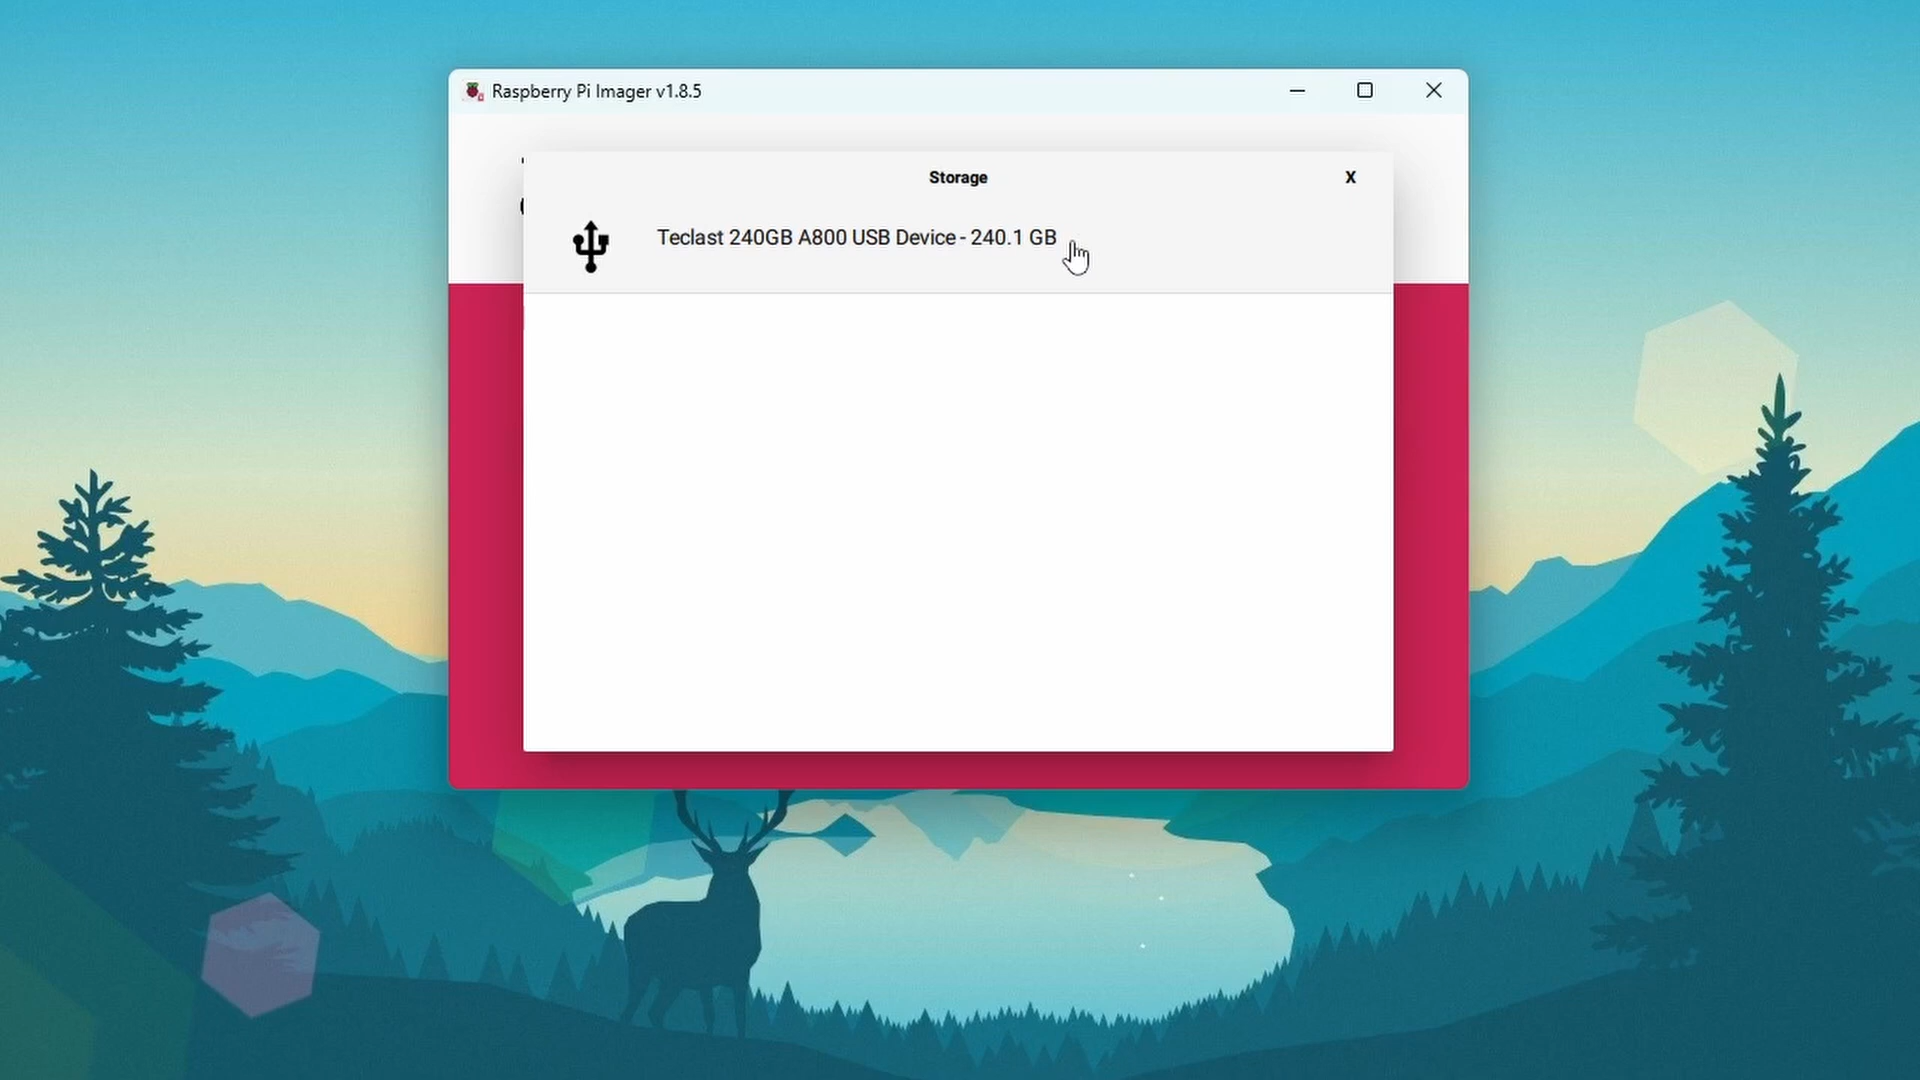 Raspberry Pi Imager v1.8.5
Storage
X
Teclast 240GB A800 USB Device - 240.1 GB